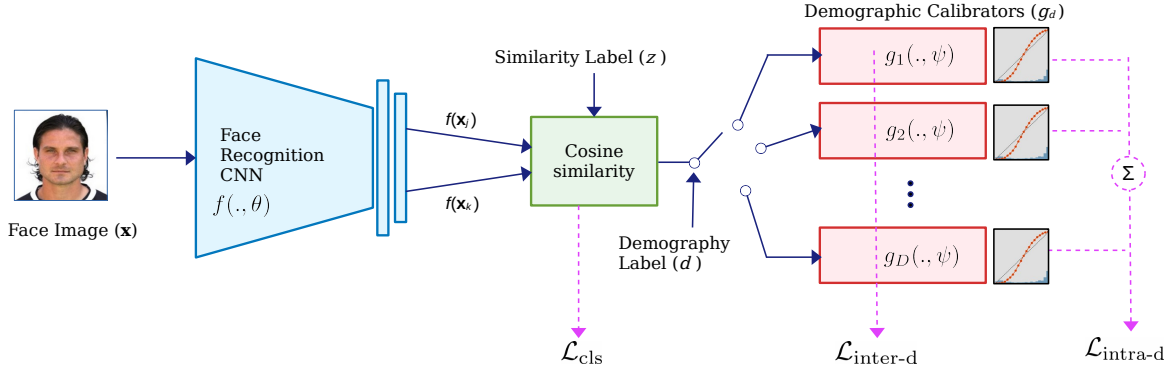 Demographic Calibrators (g_d)
Similarity Label (z)
g_1(., ψ)
f(x_j)
g_2(., ψ)
Face
Recognition
CNN
f(., θ)
Cosine
similarity
Σ
f(x_k)
Face Image (x)
Demography
Label (d)
g_D(., ψ)
ℒ_cls
ℒ_inter-d
ℒ_intra-d